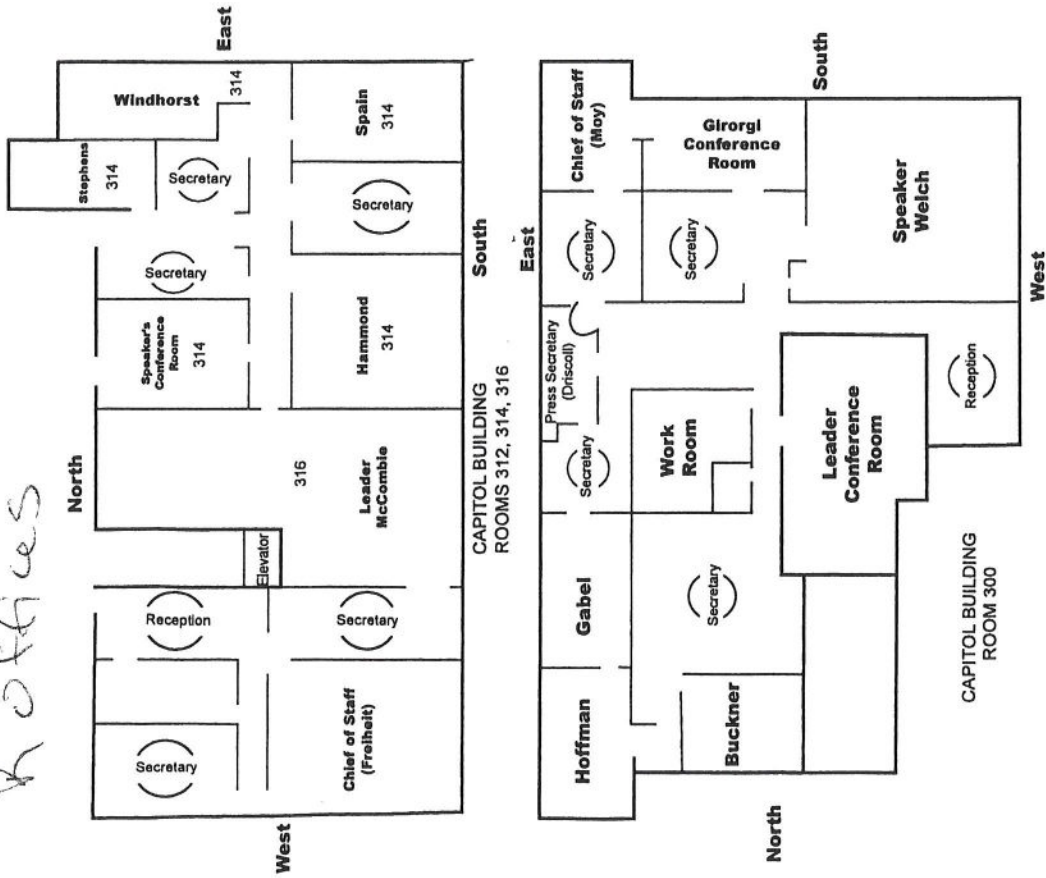 Offices
North
East
South
West
Windhorst
314
Stephens
314
Secretary
Spain
314
Secretary
Secretary
Speaker's
Conference
Room
314
Hammond
314
316
Leader
McCombie
Elevator
Reception
Secretary
Secretary
Chief of Staff
(Freiheit)
CAPITOL BUILDING
ROOMS 312, 314, 316
East
South
West
North
Chief of Staff
(Moy)
Girorgi
Conference
Room
Secretary
Secretary
Speaker
Welch
Press Secretary
(Driscoll)
Secretary
Work
Room
Leader
Conference
Room
Reception
Gabel
Secretary
Hoffman
Buckner
CAPITOL BUILDING
ROOM 300